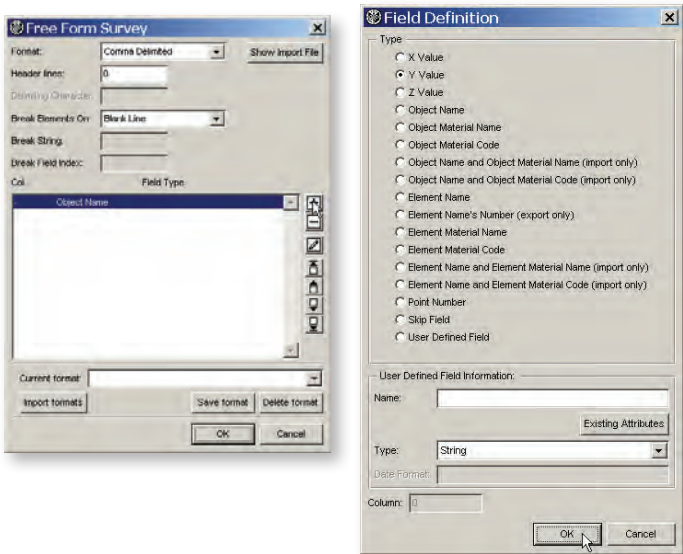 Free Form Survey
Format: Comma Delimited Show Import File
Header lines: 0
Delimiting Character:
Break Elements On: Blank Line
Break String:
Break Field Index:
Col Field Type
Object Name
Current format:
Import formats Save format Delete format
OK Cancel
Field Definition
Type
X Value
Y Value
Z Value
Object Name
Object Material Name
Object Material Code
Object Name and Object Material Name (import only)
Object Name and Object Material Code (import only)
Element Name
Element Name's Number (export only)
Element Material Name
Element Material Code
Element Name and Element Material Name (import only)
Element Name and Element Material Code (import only)
Point Number
Skip Field
User Defined Field
User Defined Field Information:
Name:
Existing Attributes
Type: String
Date Format:
Column: 0
OK Cancel